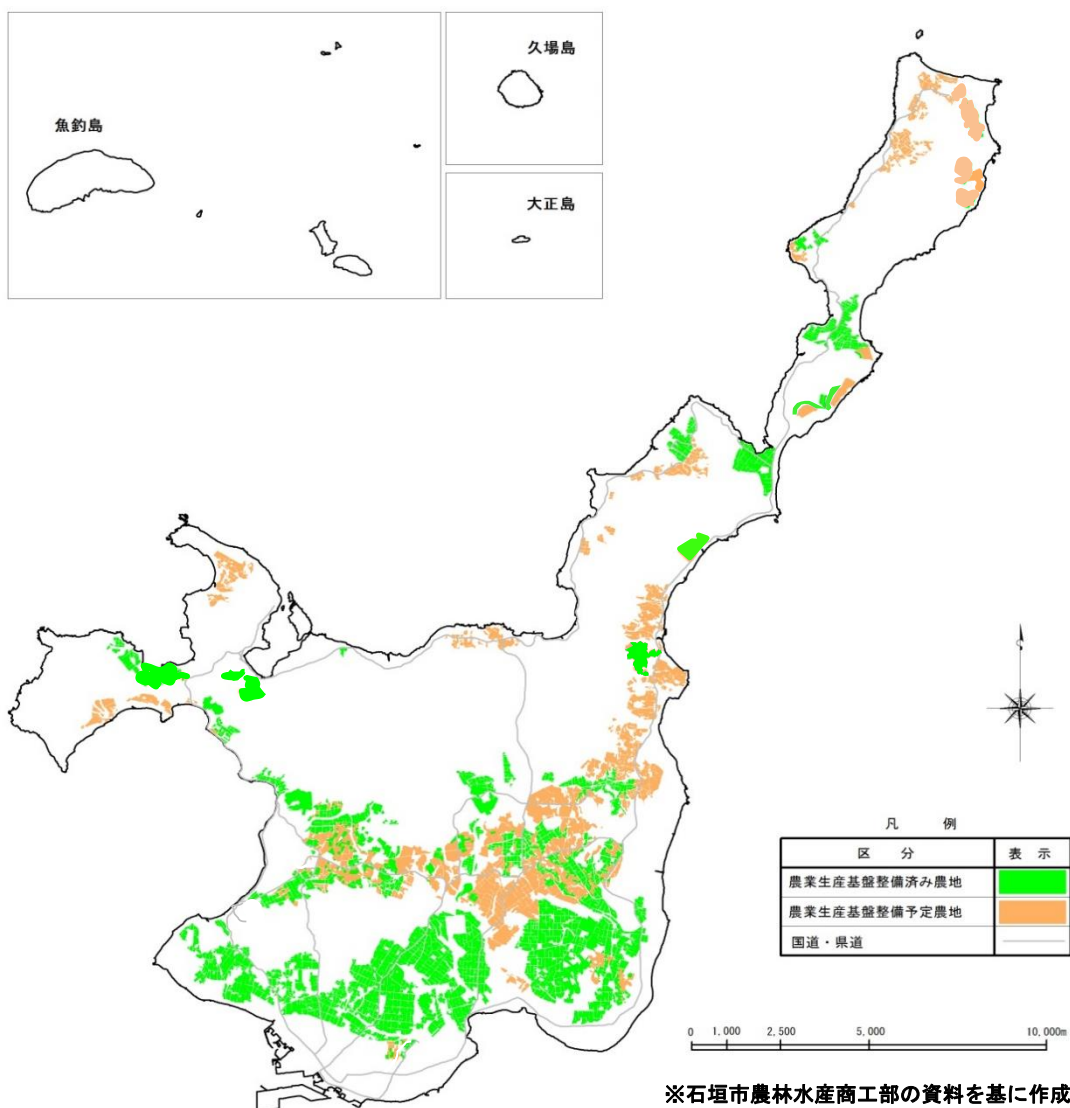 魚釣島
久場島
大正島
凡 例
区 分 表 示
農業生産基盤整備済み農地
農業生産基盤整備予定農地
国道・県道
0 1,000 2,500 5,000 10,000m
※石垣市農林水産商工部の資料を基に作成